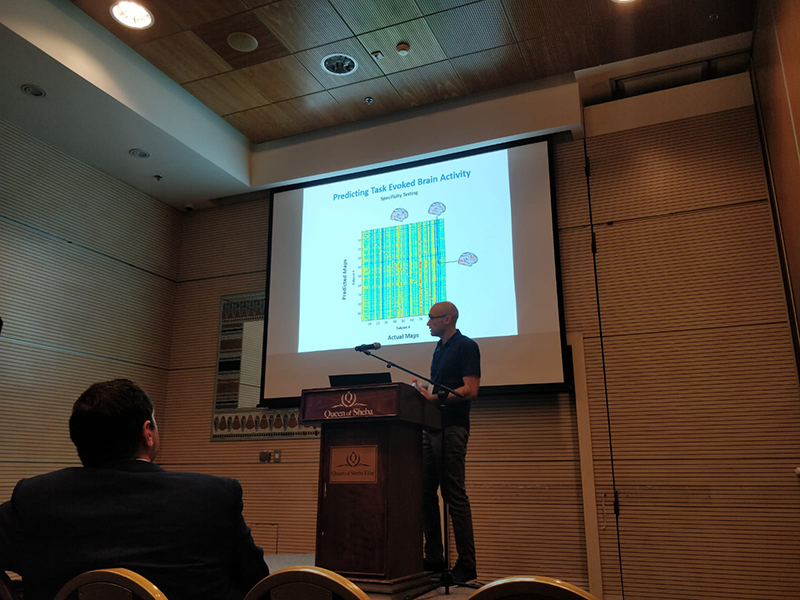 Predicting Task Evoked Brain Activity
Specificity Testing
Predicted Maps
Subject #
Subject #
Actual Maps
Queen of Sheba
Queen of Sheba Eilat